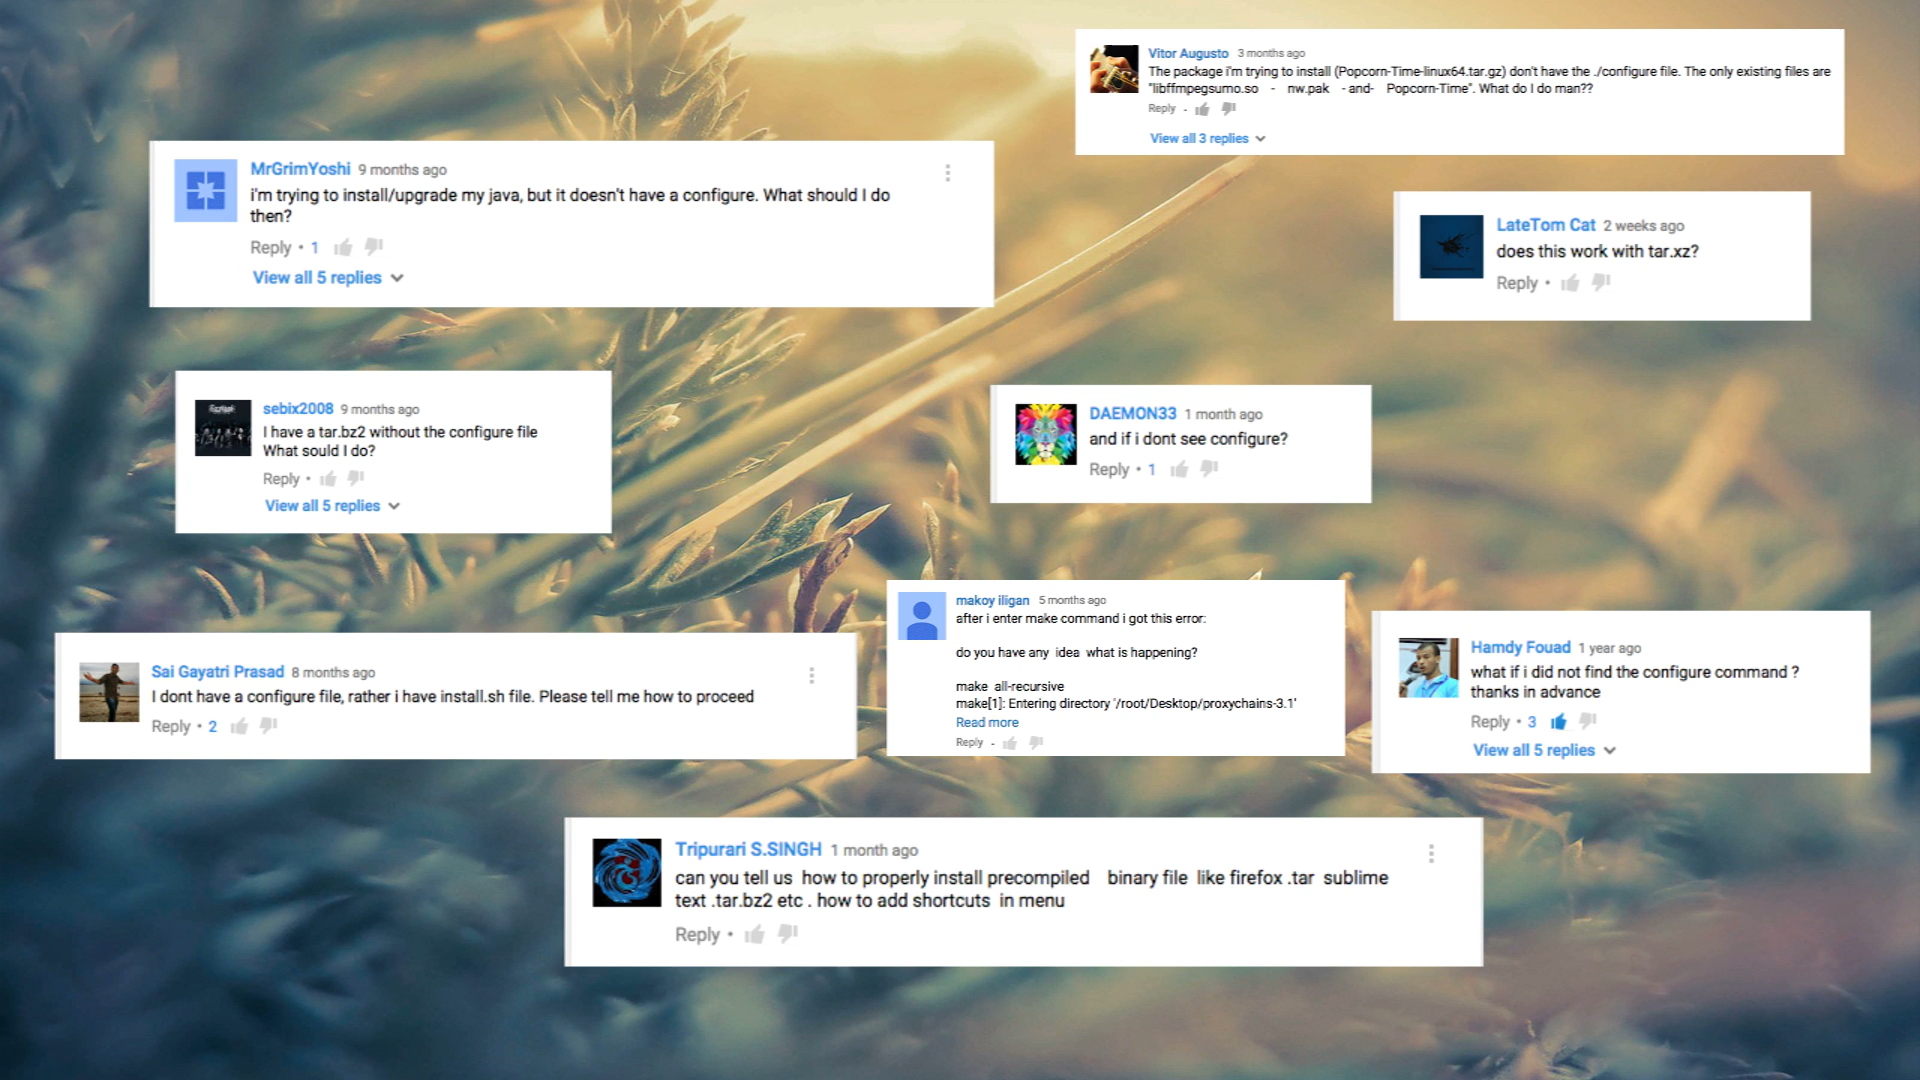 Vitor Augusto 3 months ago
The package i'm trying to install (Popcorn-Time-linux64.tar.gz) don't have the ./configure file. The only existing files are
"libffmpegsumo.so - nw.pak - and- Popcorn-Time". What do I do man??
Reply
View all 3 replies
MrGrimYoshi 9 months ago
i'm trying to install/upgrade my java, but it doesn't have a configure. What should I do
then?
Reply • 1
View all 5 replies
LateTom Cat 2 weeks ago
does this work with tar.xz?
Reply •
sebix2008 9 months ago
I have a tar.bz2 without the configure file
What sould I do?
Reply •
View all 5 replies
DAEMON33 1 month ago
and if i dont see configure?
Reply • 1
makoy iligan 5 months ago
after i enter make command i got this error:
do you have any idea what is happening?
make all-recursive
make[1]: Entering directory '/root/Desktop/proxychains-3.1'
Read more
Reply
Hamdy Fouad 1 year ago
what if i did not find the configure command ?
thanks in advance
Reply • 3
View all 5 replies
Sai Gayatri Prasad 8 months ago
I dont have a configure file, rather i have install.sh file. Please tell me how to proceed
Reply • 2
Tripurari S.SINGH 1 month ago
can you tell us how to properly install precompiled binary file like firefox .tar sublime
text .tar.bz2 etc . how to add shortcuts in menu
Reply •